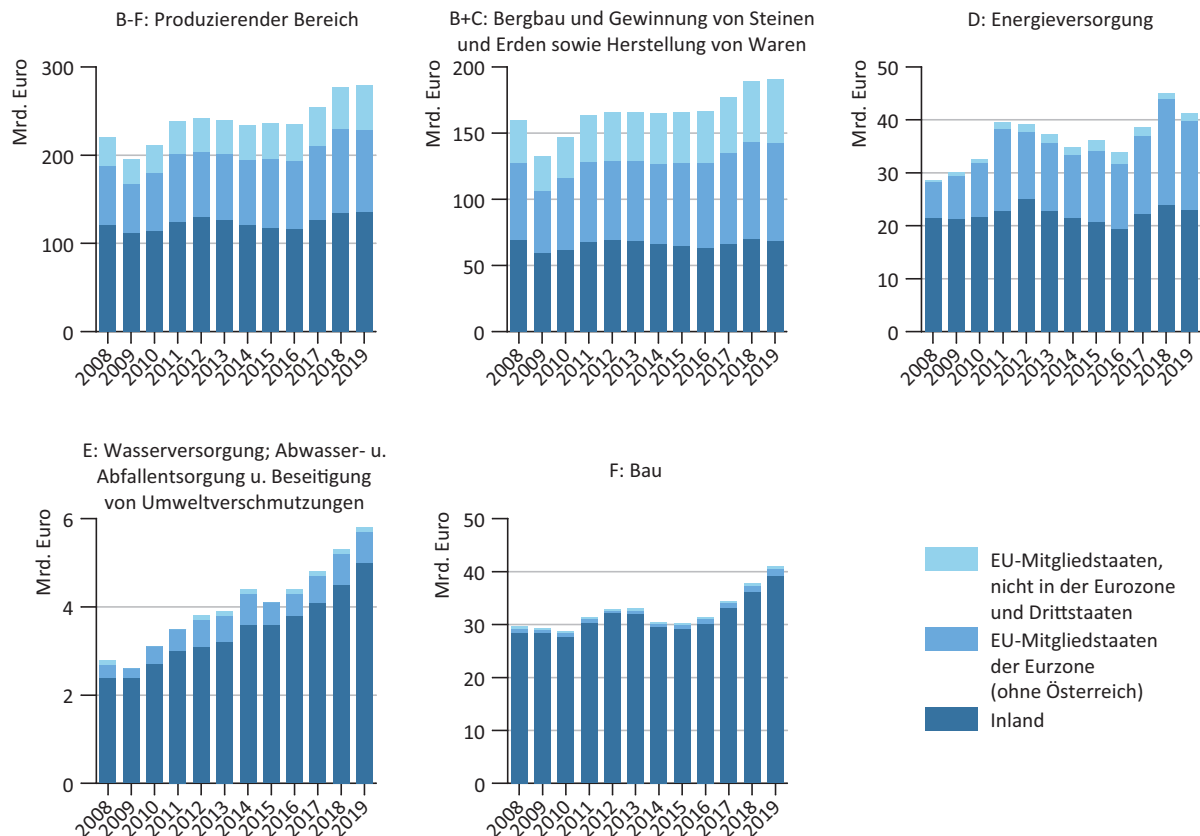 B-F: Produzierender Bereich
Mrd. Euro
300
200
100
0
2008 2009 2010 2011 2012 2013 2014 2015 2016 2017 2018 2019
B+C: Bergbau und Gewinnung von Steinen
und Erden sowie Herstellung von Waren
Mrd. Euro
200
150
100
50
0
2008 2009 2010 2011 2012 2013 2014 2015 2016 2017 2018 2019
D: Energieversorgung
Mrd. Euro
50
40
30
20
10
0
2008 2009 2010 2011 2012 2013 2014 2015 2016 2017 2018 2019
E: Wasserversorgung; Abwasser- u.
Abfallentsorgung u. Beseitigung
von Umweltverschmutzungen
Mrd. Euro
6
4
2
0
2008 2009 2010 2011 2012 2013 2014 2015 2016 2017 2018 2019
F: Bau
Mrd. Euro
50
40
30
30
10
0
2008 2009 2010 2011 2012 2013 2014 2015 2016 2017 2018 2019
EU-Mitgliedstaaten,
nicht in der Eurozone
und Drittstaaten
EU-Mitgliedstaaten
der Eurzone
(ohne Österreich)
Inland